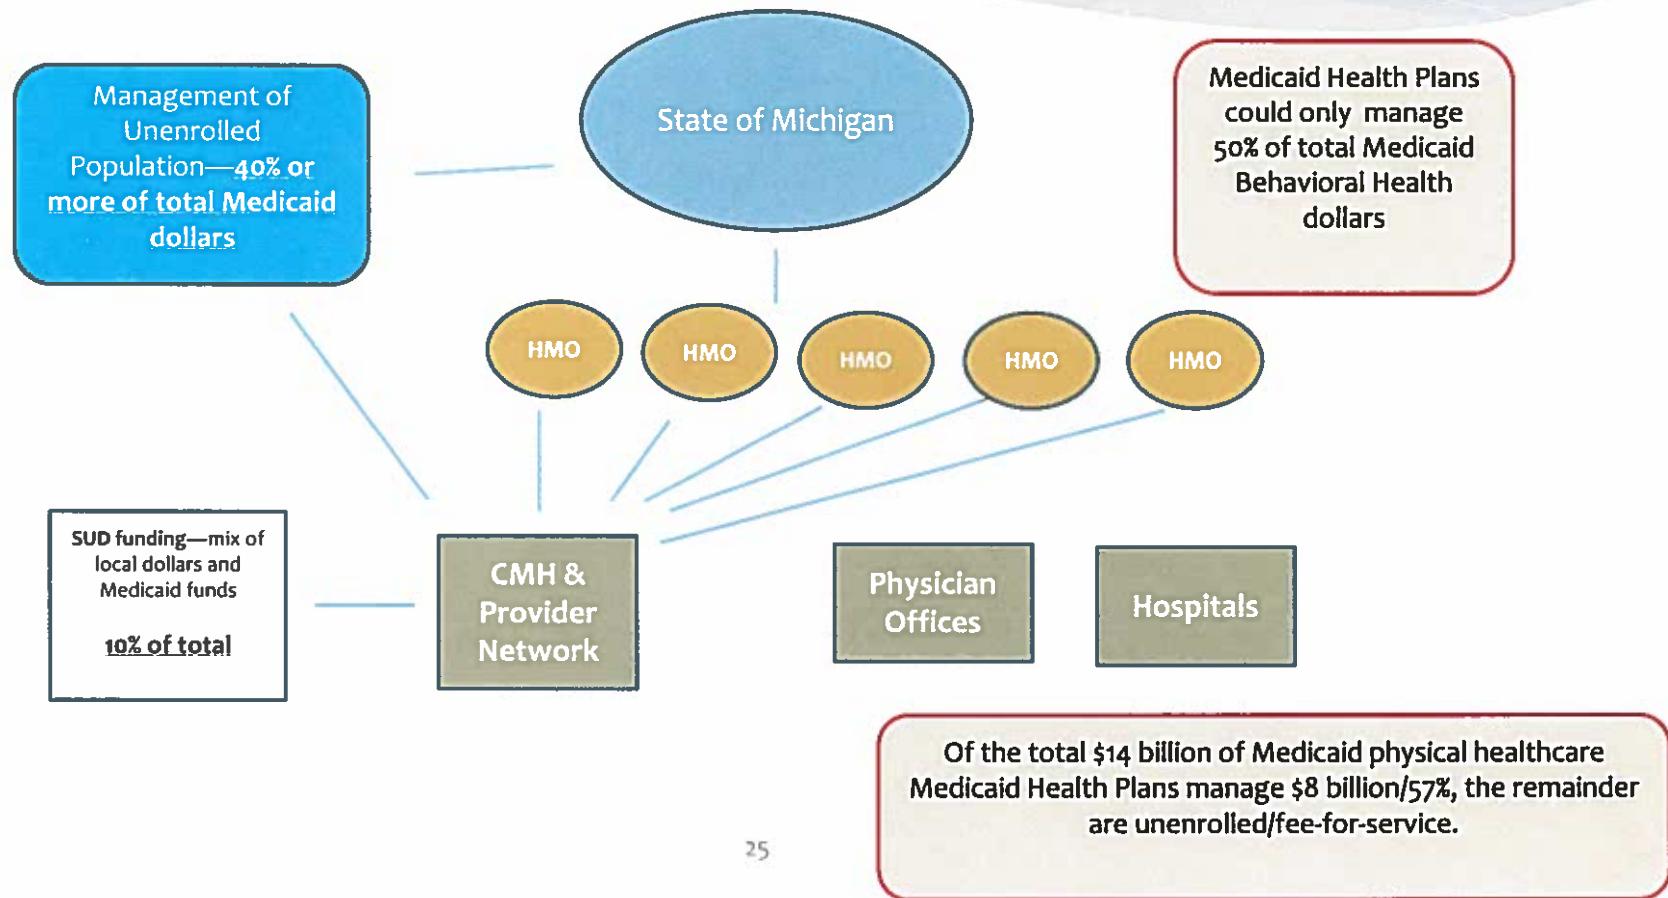 Management of
Unenrolled
Population—40% or
more of total Medicaid
dollars
State of Michigan
Medicaid Health Plans
could only manage
50% of total Medicaid
Behavioral Health
dollars
HMO
HMO
HMO
HMO
HMO
SUD funding—mix of
local dollars and
Medicaid funds
10% of total
CMH &
Provider
Network
Physician
Offices
Hospitals
Of the total $14 billion of Medicaid physical healthcare
Medicaid Health Plans manage $8 billion/57%, the remainder
are unenrolled/fee-for-service.
25